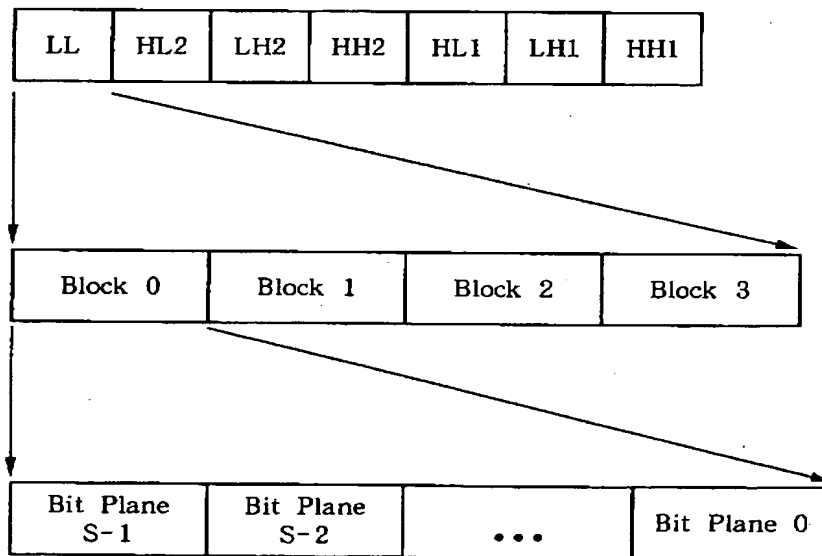 LL HL2 LH2 HH2 HL1 LH1 HH1
Block 0 Block 1 Block 2 Block 3
Bit Plane S-1 Bit Plane S-2 ••• Bit Plane 0